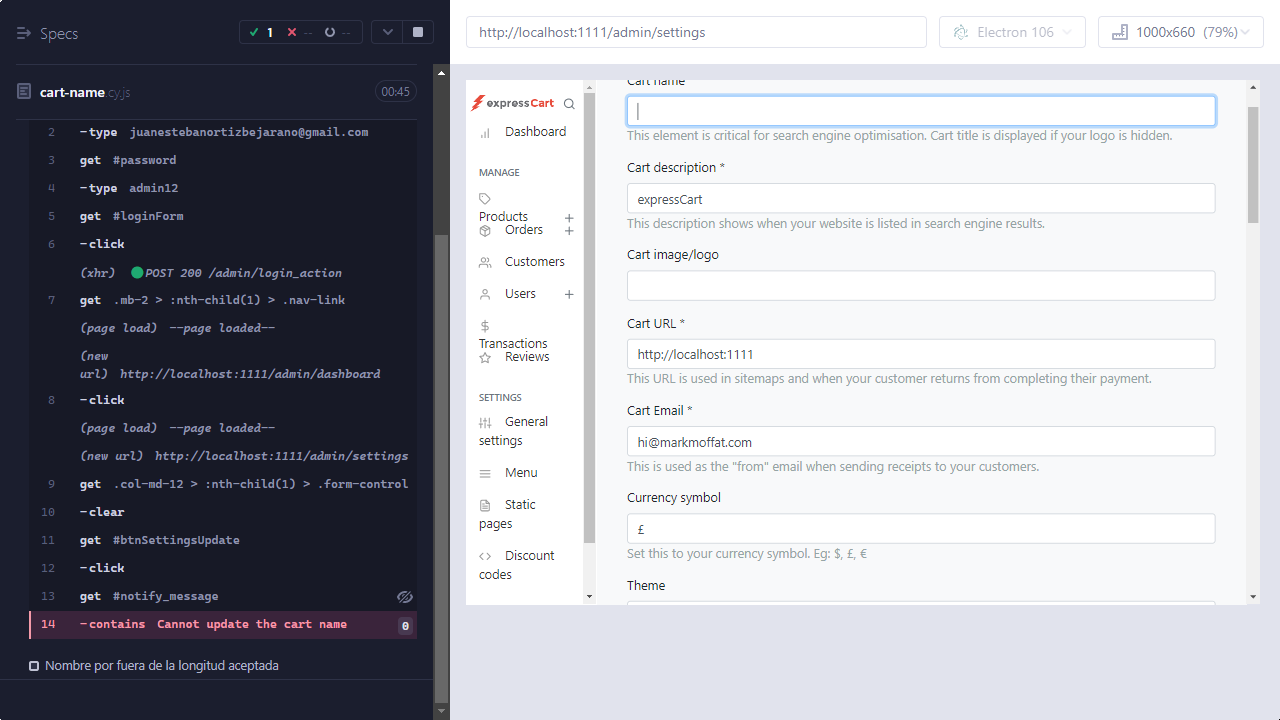 Specs
1
--
--
cart-name.cy.js
00:45
2 -type juanestebanortizbejarano@gmail.com
3 get #password
4 -type admin12
5 get #loginForm
6 -click
(xhr) POST 200 /admin/login_action
7 get .mb-2 > :nth-child(1) > .nav-link
(page load) --page loaded--
(new
url) http://localhost:1111/admin/dashboard
8 -click
(page load) --page loaded--
(new url) http://localhost:1111/admin/settings
9 get .col-md-12 > :nth-child(1) > .form-control
10 -clear
11 get #btnSettingsUpdate
12 -click
13 get #notify_message
14 -contains Cannot update the cart name 0
Nombre por fuera de la longitud aceptada
http://localhost:1111/admin/settings
Electron 106
1000x660 (79%)
expressCart
Dashboard
MANAGE
Products +
Orders +
Customers
Users +
Transactions
Reviews
SETTINGS
General
settings
Menu
Static
pages
Discount
codes
Cart name
This element is critical for search engine optimisation. Cart title is displayed if your logo is hidden.
Cart description *
expressCart
This description shows when your website is listed in search engine results.
Cart image/logo
Cart URL *
http://localhost:1111
This URL is used in sitemaps and when your customer returns from completing their payment.
Cart Email *
hi@markmoffat.com
This is used as the "from" email when sending receipts to your customers.
Currency symbol
£
Set this to your currency symbol. Eg: $, £, €
Theme